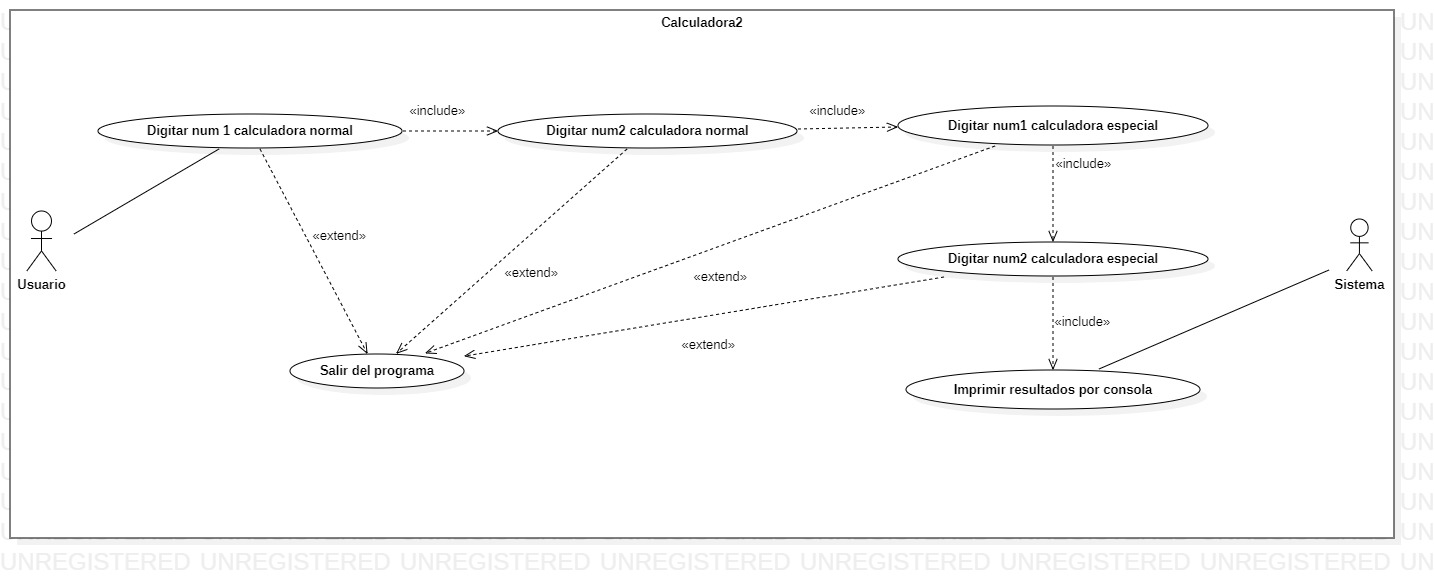 Calculadora2
«include»
«include»
Digitar num 1 calculadora normal
Digitar num2 calculadora normal
Digitar num1 calculadora especial
«include»
«extend»
Digitar num2 calculadora especial
«extend»
«extend»
Usuario
Sistema
«include»
«extend»
Salir del programa
Imprimir resultados por consola
UNREGISTERED UNREGISTERED UNREGISTERED UNREGISTERED UNREGISTERED UNREGISTERED UNREGISTERED UN